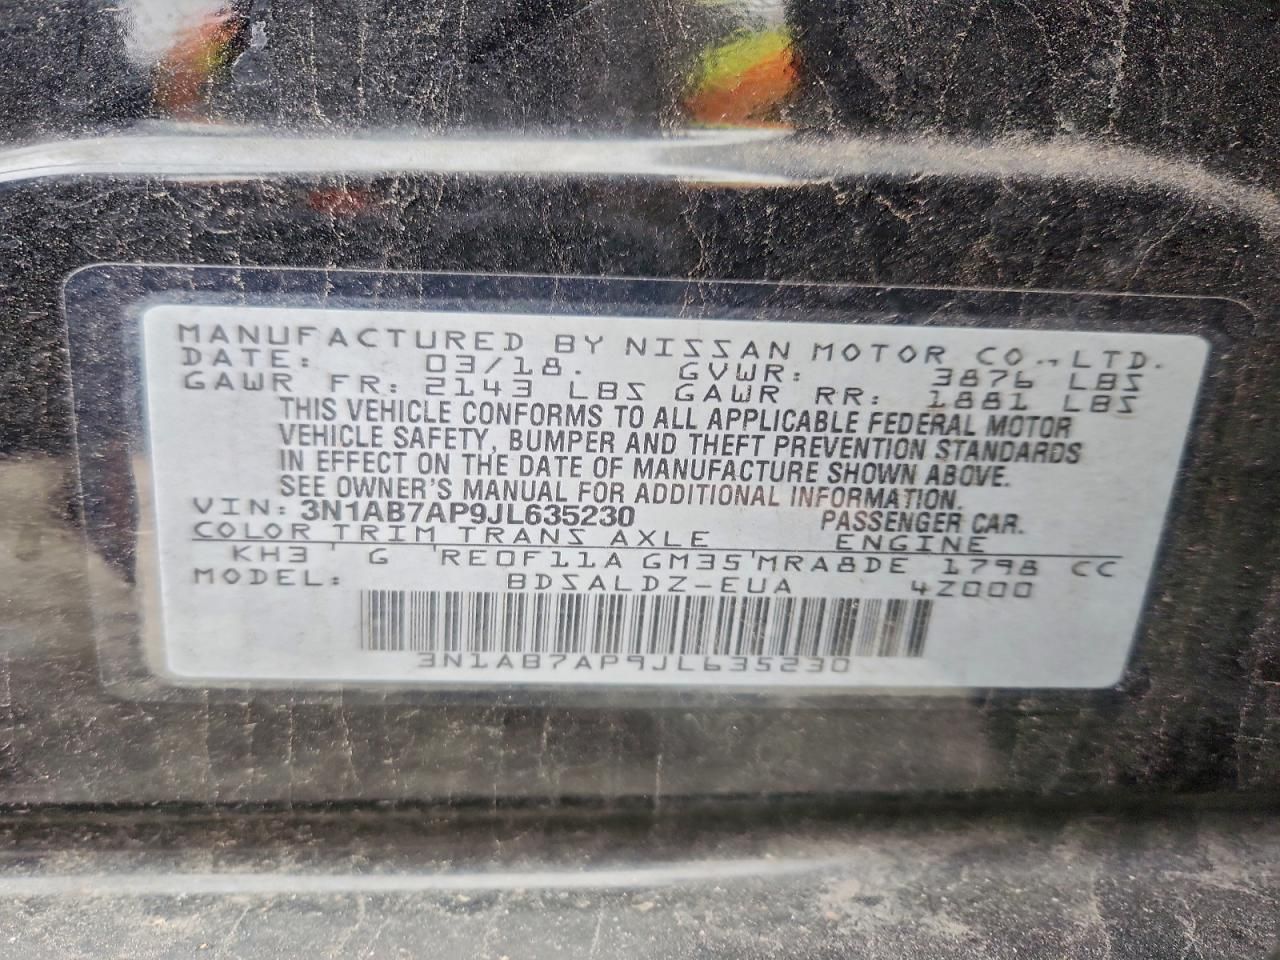 MANUFACTURED BY NISSAN MOTOR CO., LTD.
DATE: 03/18. GVWR: 3876 LBS
GAWR FR: 2143 LBS GAWR RR: 1881 LBS
THIS VEHICLE CONFORMS TO ALL APPLICABLE FEDERAL MOTOR
VEHICLE SAFETY, BUMPER AND THEFT PREVENTION STANDARDS
IN EFFECT ON THE DATE OF MANUFACTURE SHOWN ABOVE.
SEE OWNER'S MANUAL FOR ADDITIONAL INFORMATION.
VIN: 3N1AB7AP9JL635230 PASSENGER CAR.
COLOR TRIM TRANS AXLE ENGINE
KH3 ' G 'RE0F11A GM35'MRA8DE 1798 CC
MODEL: BDSALDZ-EUA 4Z000
3N1AB7AP9JL635230